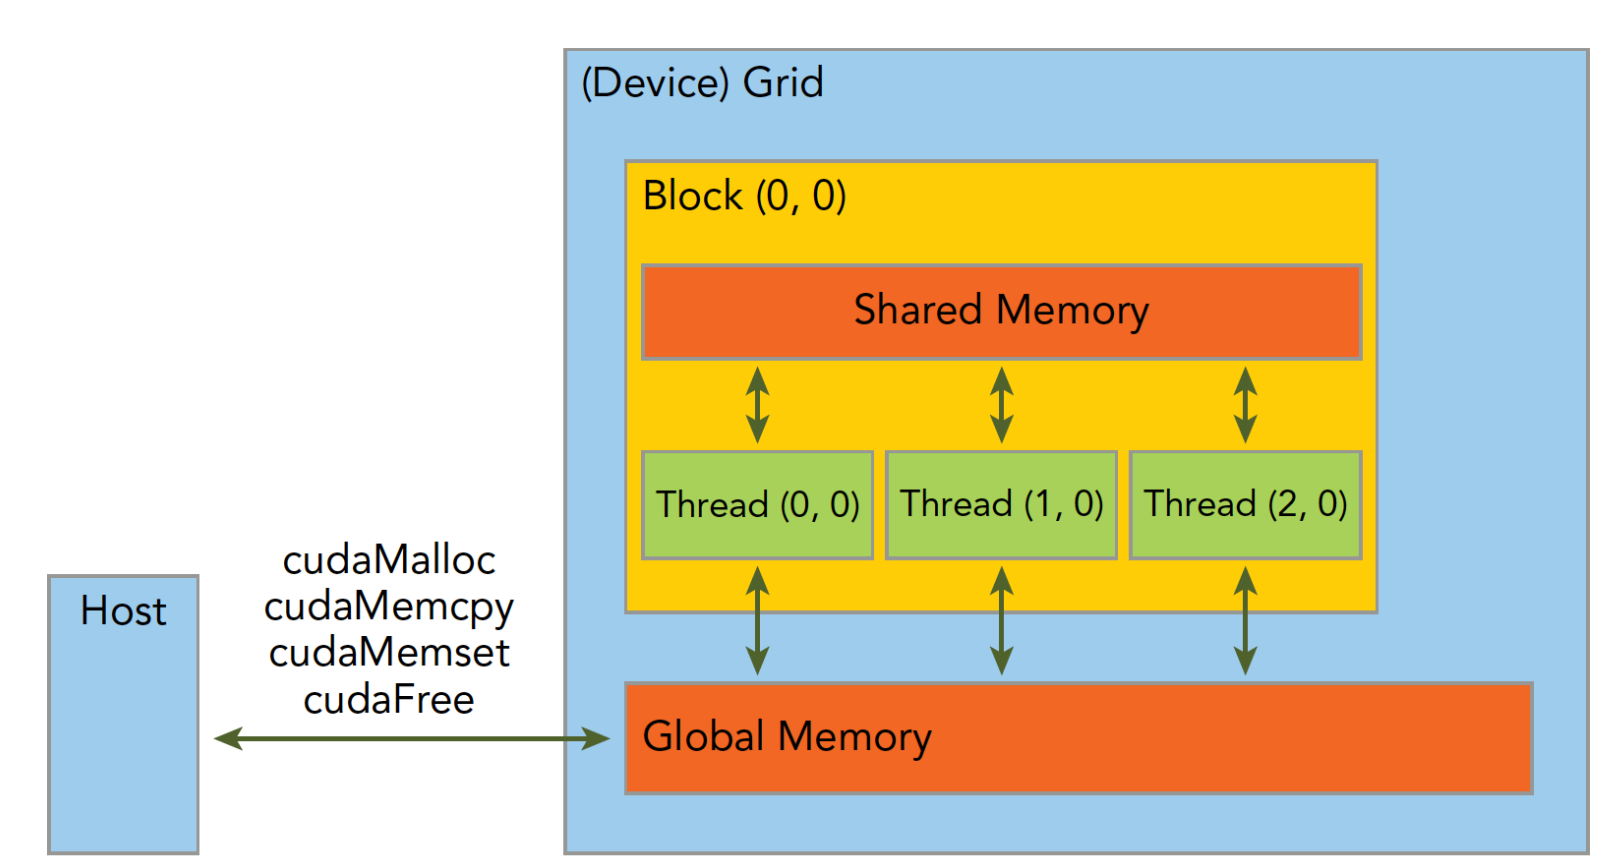 (Device) Grid
Block (0, 0)
Shared Memory
Thread (0, 0)
Thread (1, 0)
Thread (2, 0)
cudaMalloc
cudaMemcpy
cudaMemset
cudaFree
Host
Global Memory